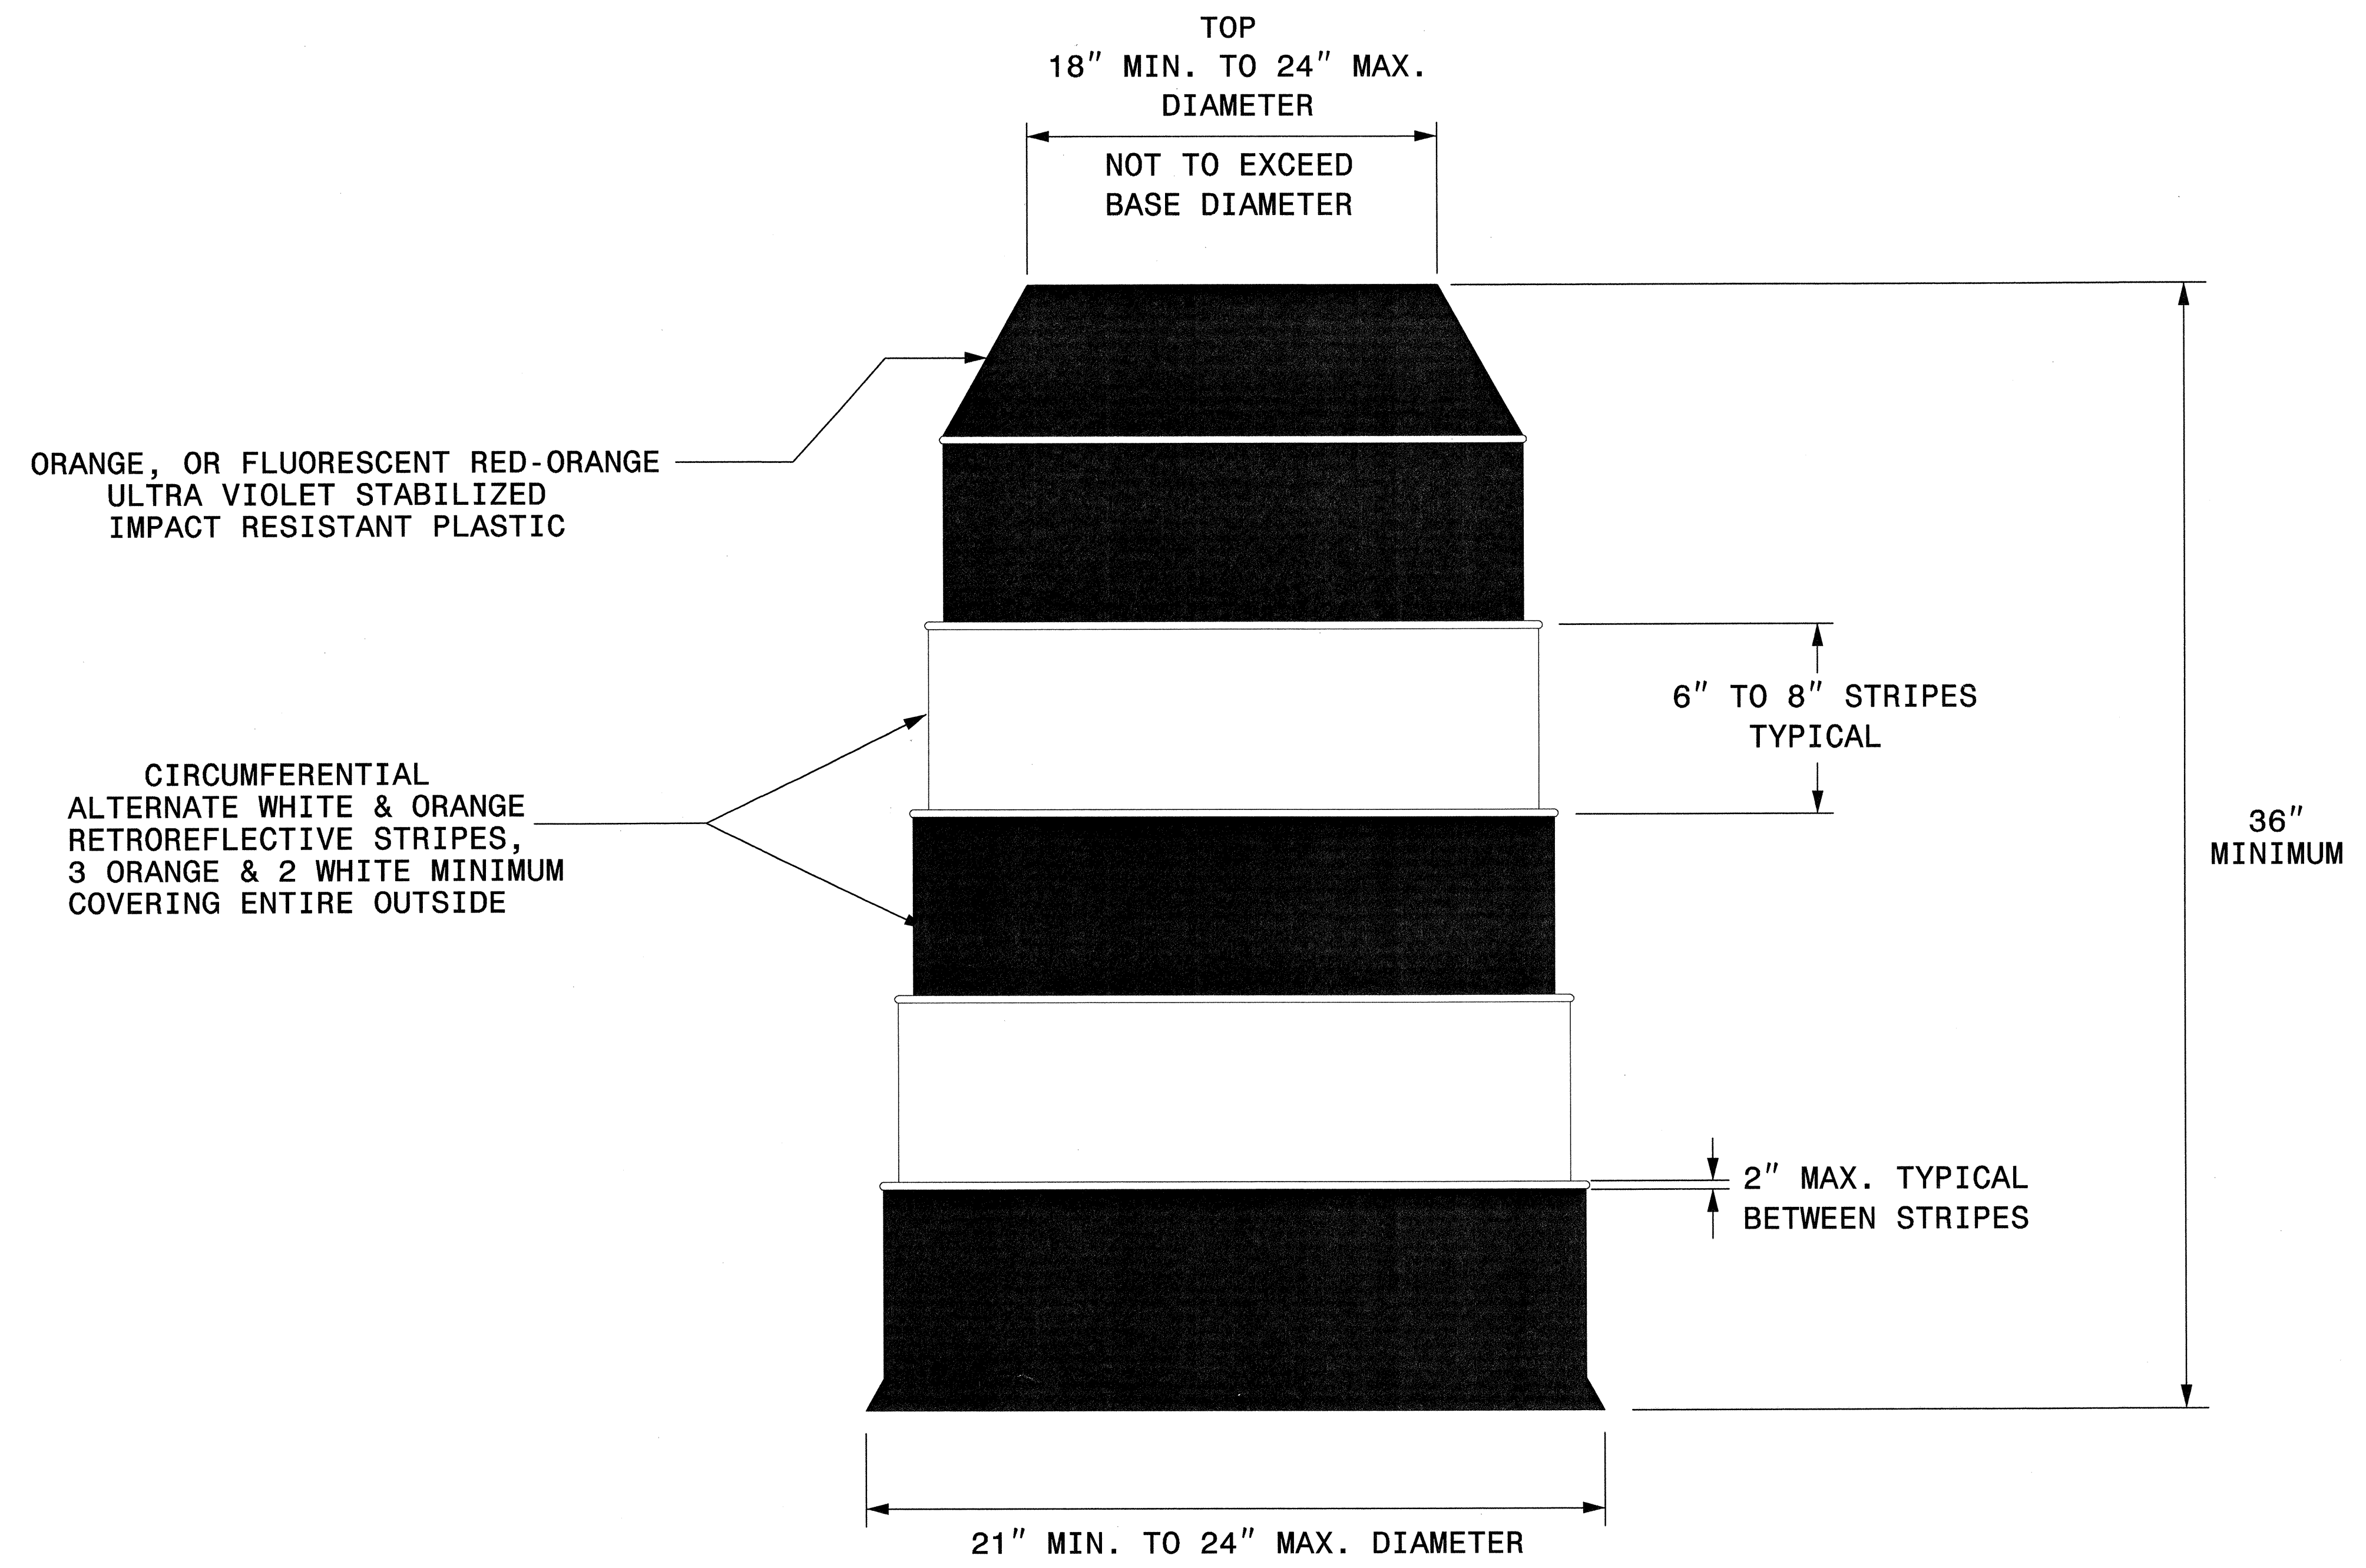 TOP
18" MIN. TO 24" MAX.
DIAMETER
NOT TO EXCEED
BASE DIAMETER
ORANGE, OR FLUORESCENT RED-ORANGE
ULTRA VIOLET STABILIZED
IMPACT RESISTANT PLASTIC
6" TO 8" STRIPES
TYPICAL
CIRCUMFERENTIAL
ALTERNATE WHITE & ORANGE
RETROREFLECTIVE STRIPES,
3 ORANGE & 2 WHITE MINIMUM
COVERING ENTIRE OUTSIDE
36"
MINIMUM
2" MAX. TYPICAL
BETWEEN STRIPES
21" MIN. TO 24" MAX. DIAMETER